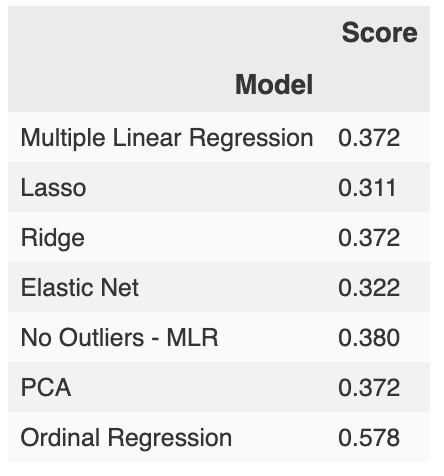 Score
Model
Multiple Linear Regression 0.372
Lasso 0.311
Ridge 0.372
Elastic Net 0.322
No Outliers - MLR 0.380
PCA 0.372
Ordinal Regression 0.578